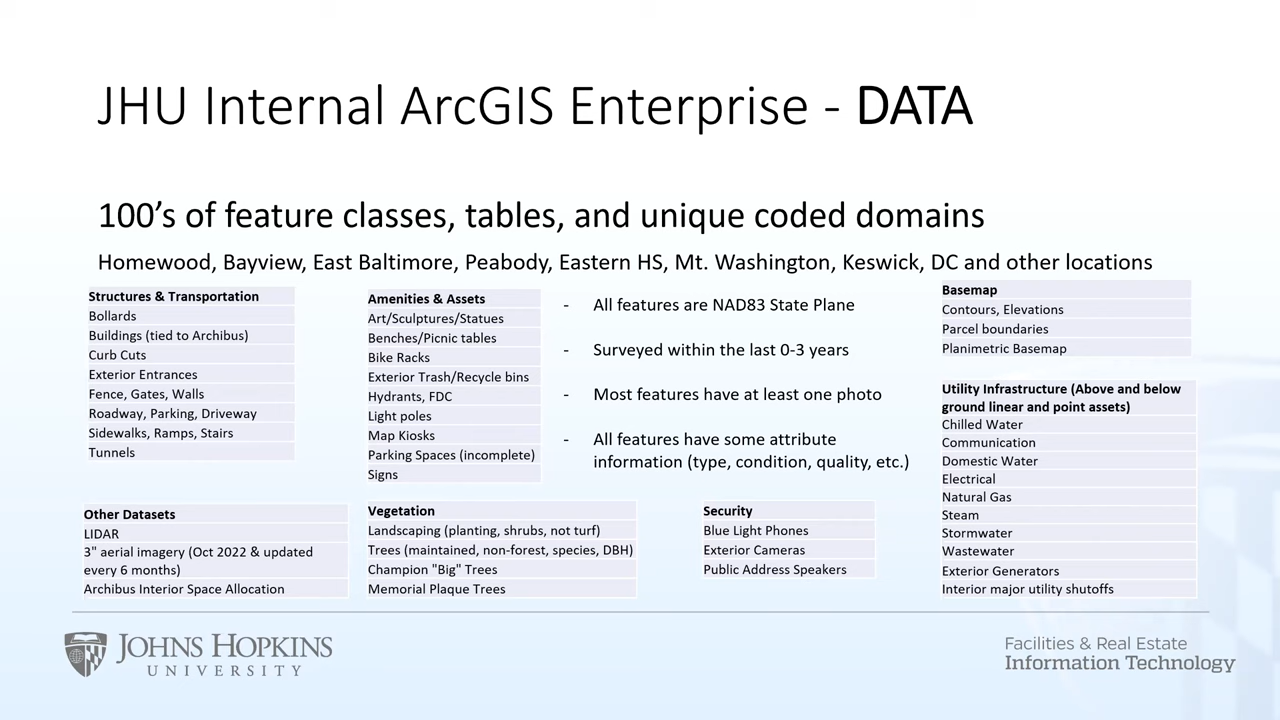 JHU Internal ArcGIS Enterprise - DATA
100's of feature classes, tables, and unique coded domains
Homewood, Bayview, East Baltimore, Peabody, Eastern HS, Mt. Washington, Keswick, DC and other locations
Structures & Transportation
Bollards
Buildings (tied to Archibus)
Curb Cuts
Exterior Entrances
Fence, Gates, Walls
Roadway, Parking, Driveway
Sidewalks, Ramps, Stairs
Tunnels
Amenities & Assets
Art/Sculptures/Statues
Benches/Picnic tables
Bike Racks
Exterior Trash/Recycle bins
Hydrants, FDC
Light poles
Map Kiosks
Parking Spaces (incomplete)
Signs
- All features are NAD83 State Plane
- Surveyed within the last 0-3 years
- Most features have at least one photo
- All features have some attribute
information (type, condition, quality, etc.)
Basemap
Contours, Elevations
Parcel boundaries
Planimetric Basemap
Utility Infrastructure (Above and below
ground linear and point assets)
Chilled Water
Communication
Domestic Water
Electrical
Natural Gas
Steam
Stormwater
Wastewater
Exterior Generators
Interior major utility shutoffs
Other Datasets
LIDAR
3" aerial imagery (Oct 2022 & updated
every 6 months)
Archibus Interior Space Allocation
Vegetation
Landscaping (planting, shrubs, not turf)
Trees (maintained, non-forest, species, DBH)
Champion "Big" Trees
Memorial Plaque Trees
Security
Blue Light Phones
Exterior Cameras
Public Address Speakers
JOHNS HOPKINS
UNIVERSITY
Facilities & Real Estate
Information Technology